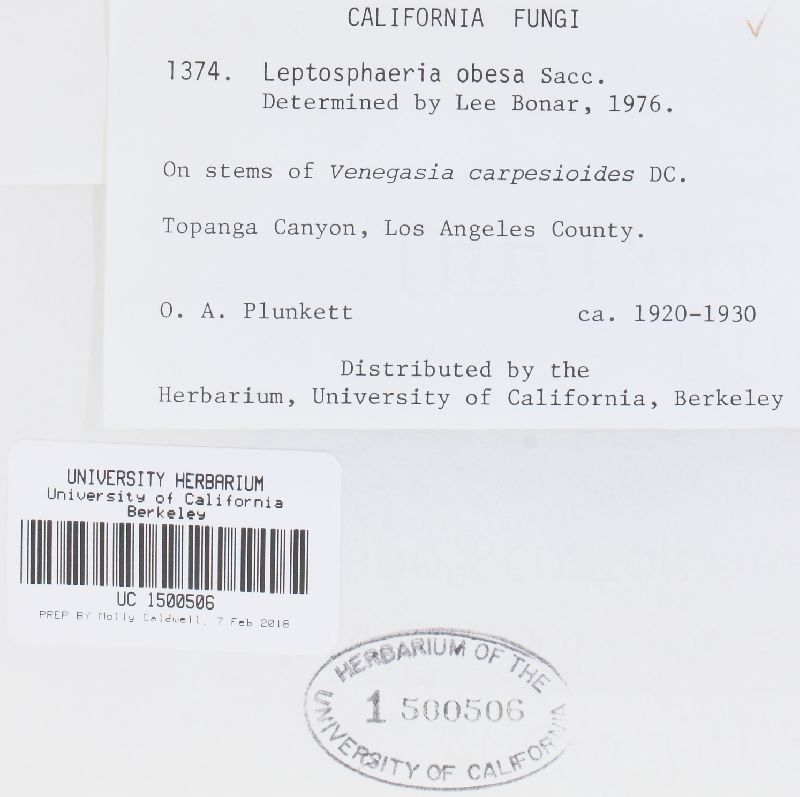 CALIFORNIA FUNGI
1374. Leptosphaeria obesa Sacc.
Determined by Lee Bonar, 1976.
On stems of Venegasia carpesioides DC.
Topanga Canyon, Los Angeles County.
O. A. Plunkett ca. 1920-1930
Distributed by the
Herbarium, University of California, Berkeley
UNIVERSITY HERBARIUM
University of California
Berkeley
UC 1500506
PREP BY Molly Caldwell, 7 Feb 2018
HERBARIUM OF THE
1 500506
UNIVERSITY OF CALIFORNIA